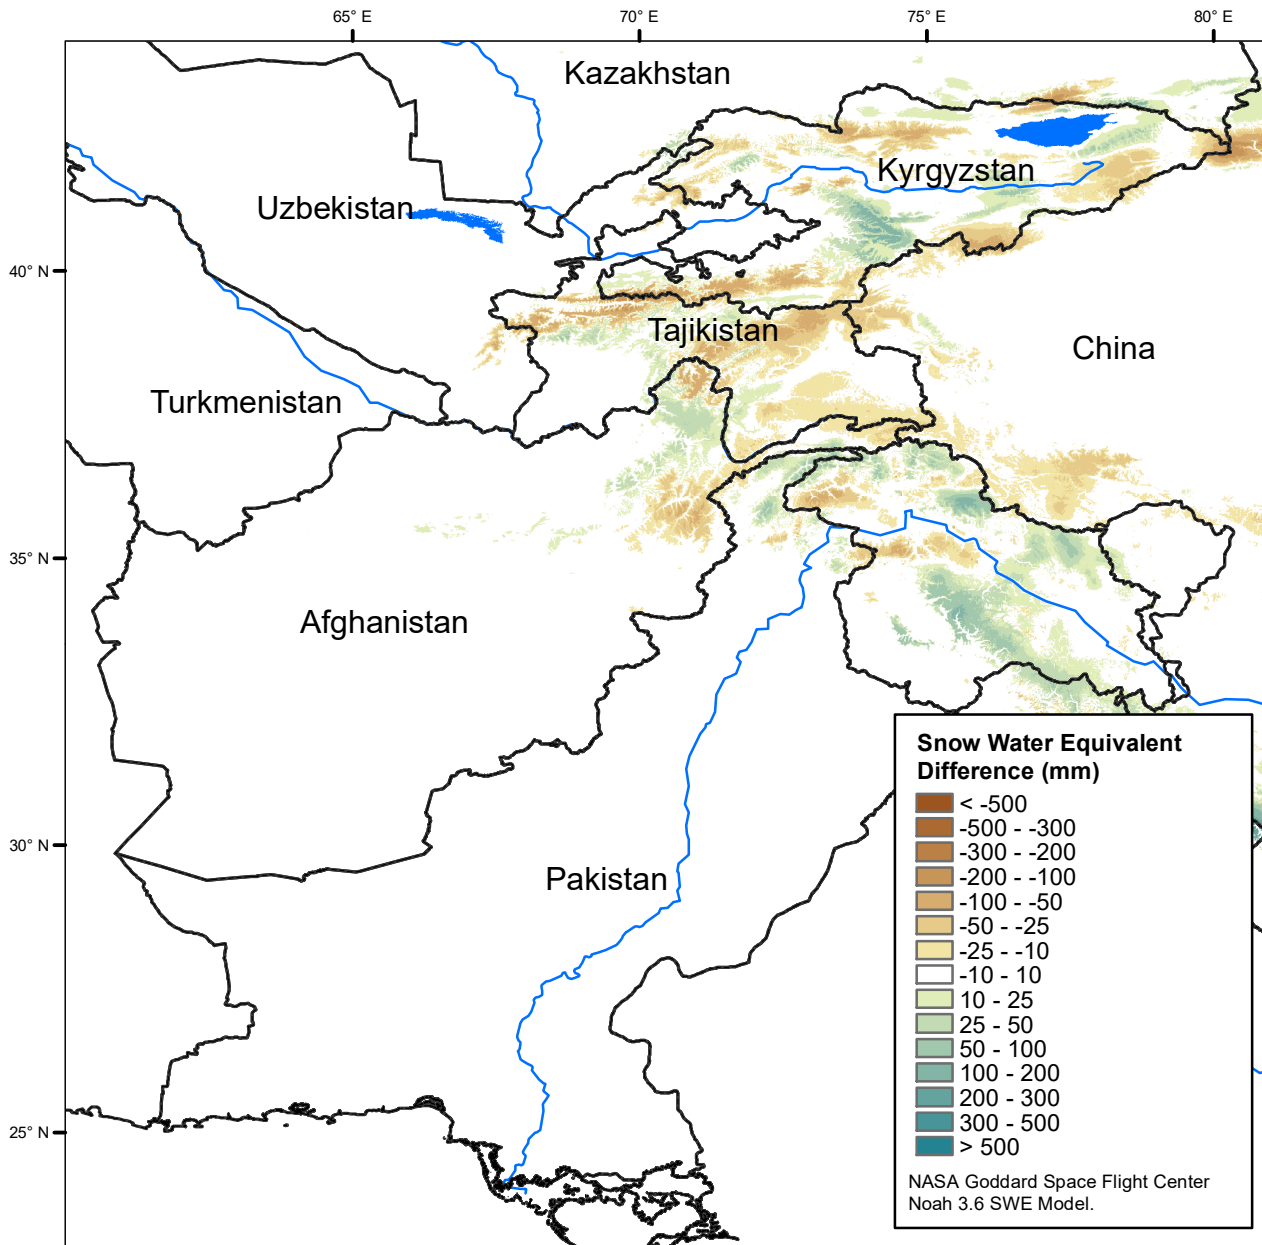 65° E
70° E
75° E
80° E
Kazakhstan
Kyrgyzstan
Uzbekistan
40° N
Tajikistan
China
Turkmenistan
35° N
Afghanistan
Snow Water Equivalent
Difference (mm)
< -500
-500 - -300
-300 - -200
-200 - -100
-100 - -50
-50 - -25
-25 - -10
-10 - 10
10 - 25
25 - 50
50 - 100
100 - 200
200 - 300
300 - 500
> 500
NASA Goddard Space Flight Center
Noah 3.6 SWE Model.
30° N
Pakistan
25° N